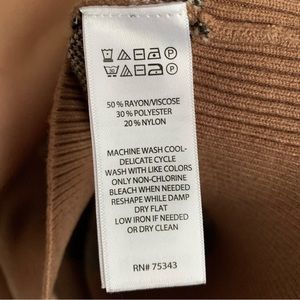 50 % RAYON/VISCOSE
30 % POLYESTER
20 % NYLON
MACHINE WASH COOL-
DELICATE CYCLE
WASH WITH LIKE COLORS
ONLY NON-CHLORINE
BLEACH WHEN NEEDED
RESHAPE WHILE DAMP
DRY FLAT
LOW IRON IF NEEDED
OR DRY CLEAN
RN# 75343